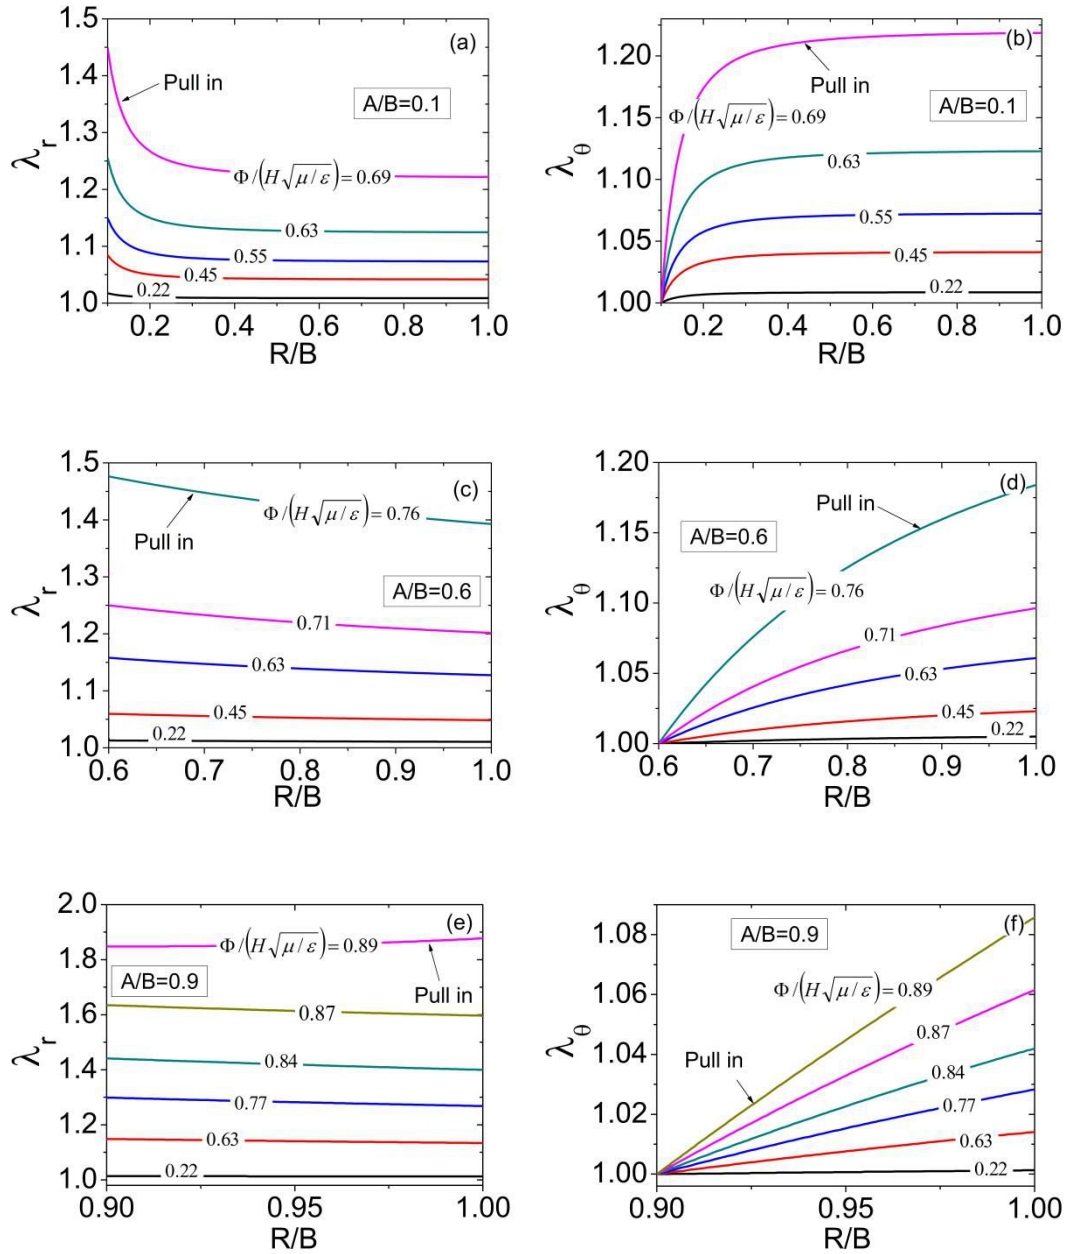 (a)
1.5
1.4
1.3
1.2
1.1
1.0
λr
Pull in
A/B=0.1
Φ/(H√μ/ε)=0.69
0.63
0.55
0.45
0.22
0.2 0.4 0.6 0.8 1.0
R/B
(b)
1.20
1.15
1.10
1.05
1.00
λθ
Pull in
Φ/(H√μ/ε)=0.69
A/B=0.1
0.63
0.55
0.45
0.22
0.2 0.4 0.6 0.8 1.0
R/B
(c)
1.5
1.4
1.3
1.2
1.1
1.0
λr
Φ/(H√μ/ε)=0.76
Pull in
A/B=0.6
0.71
0.63
0.45
0.22
0.6 0.7 0.8 0.9 1.0
R/B
(d)
1.20
1.15
1.10
1.05
1.00
λθ
Pull in
A/B=0.6
Φ/(H√μ/ε)=0.76
0.71
0.63
0.45
0.22
0.6 0.7 0.8 0.9 1.0
R/B
(e)
2.0
1.8
1.6
1.4
1.2
1.0
λr
Φ/(H√μ/ε)=0.89
A/B=0.9
Pull in
0.87
0.84
0.77
0.63
0.22
0.90 0.95 1.00
R/B
(f)
1.08
1.06
1.04
1.02
1.00
λθ
A/B=0.9
Φ/(H√μ/ε)=0.89
0.87
Pull in
0.84
0.77
0.63
0.22
0.90 0.95 1.00
R/B